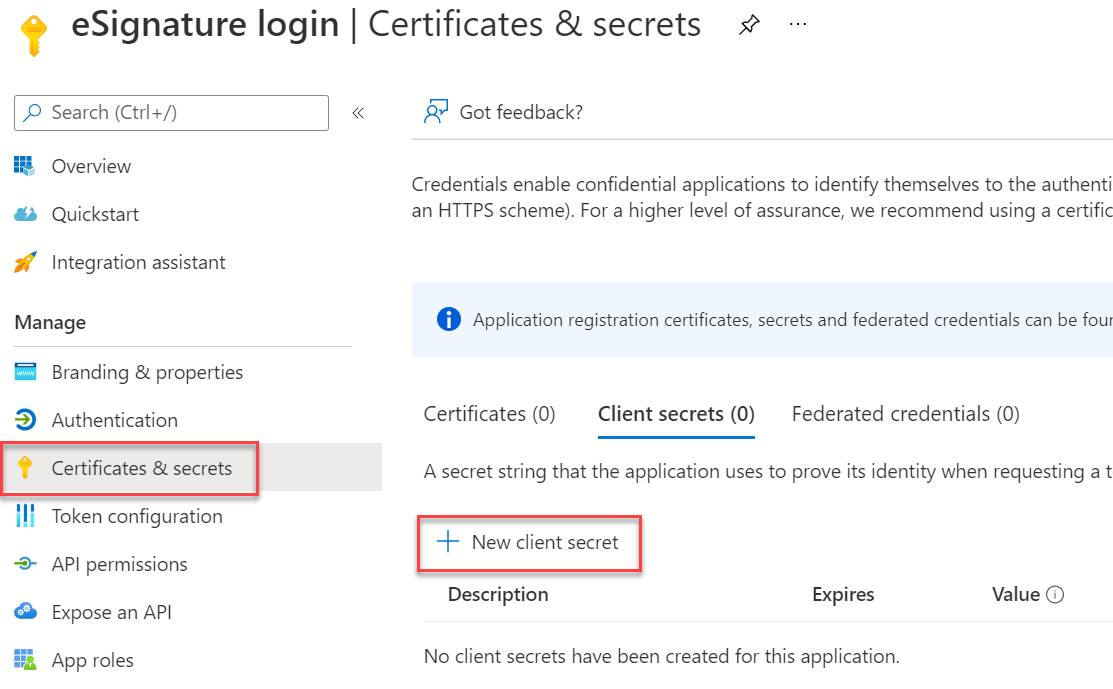 eSignature login | Certificates & secrets
Search (Ctrl+/)
Overview
Quickstart
Integration assistant
Manage
Branding & properties
Authentication
Certificates & secrets
Token configuration
API permissions
Expose an API
App roles
Got feedback?
Credentials enable confidential applications to identify themselves to the
an HTTPS scheme). For a higher level of assurance, we recommend using a
Application registration certificates, secrets and federated credentials can be
Certificates (0) Client secrets (0) Federated credentials (0)
A secret string that the application uses to prove its identity when requesting a
New client secret
Description Expires Value
No client secrets have been created for this application.